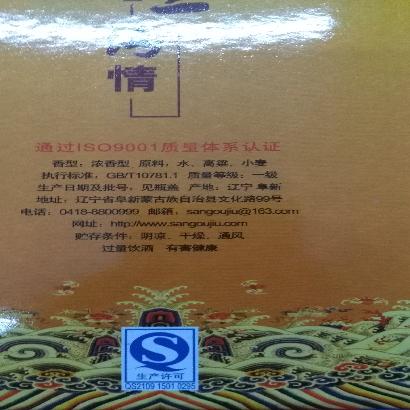 情
通过ISO9001质量体系认证
香型：浓香型 原料：水、高粱、小麦
执行标准：GB/T10781.1 质量等级：一级
生产日期及批号：见瓶盖 产地：辽宁 阜新
地址：辽宁省阜新蒙古族自治县文化路99号
电话：0418-8800999 邮箱：sangoujiu@163.com
网址：http://www.sangoujiu.com
贮存条件：阴凉、干燥、通风
过量饮酒 有害健康
生产许可
QS2109 1501 0295